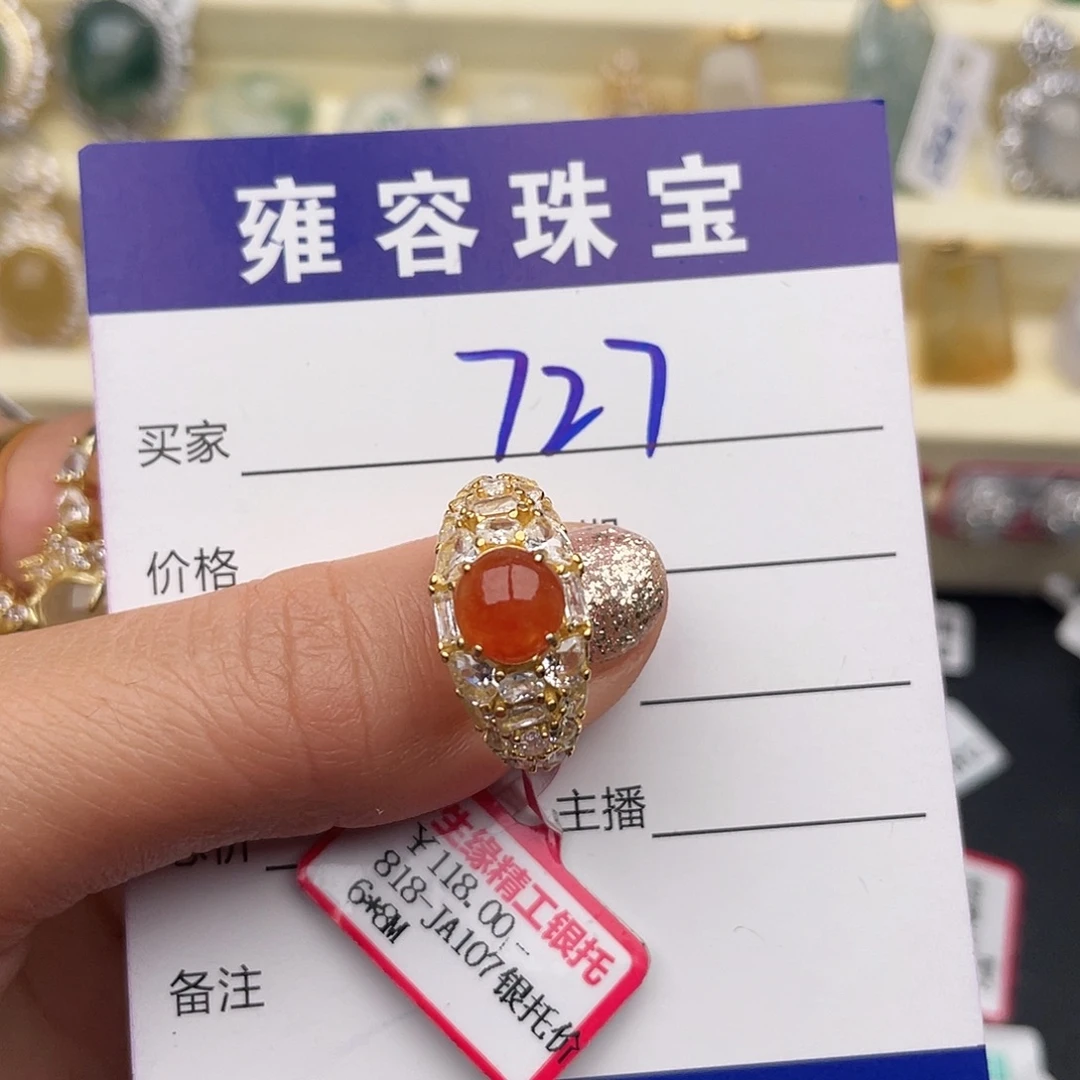 雍容珠宝
买家 727
价格
主播
生缘精工银托
¥118.00
818-JA107银托价
6*8M
备注